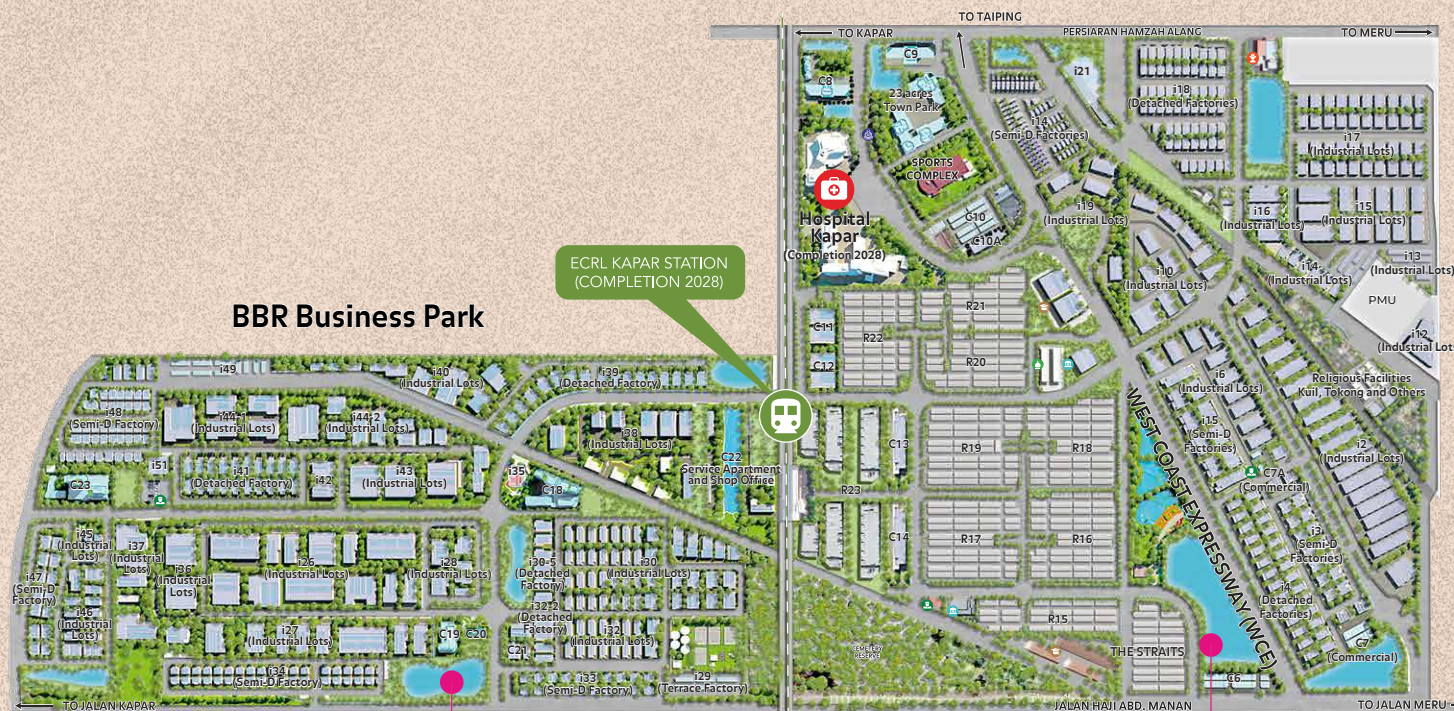 TO TAIPING
TO KAPAR
PERSIARAN HAMZAH ALANG
TO MERU
C9
C8
i21
23 acres
Town Park
i18
(Detached Factories)
i14
(Semi-D Factories)
i17
(Industrial Lots)
SPORTS
COMPLEX
Hospital
Kapar
(Completion 2028)
C10
C10A
i19
(Industrial Lots)
i16
(Industrial Lots)
i15
(Industrial Lots)
i10
(Industrial Lots)
i14
(Industrial Lots)
i13
(Industrial Lots)
PMU
i12
(Industrial Lots
ECRL KAPAR STATION
(COMPLETION 2028)
BBR Business Park
R21
C11
R22
C12
R20
i6
(Industrial Lots)
Religious Facilities
Kuil, Tokong and Others
i49
i40
(Industrial Lots)
i39
(Detached Factory)
i48
(Semi-D Factory)
i44-1
(Industrial Lots)
i44-2
(Industrial Lots)
i38
(Industrial Lots)
C22
Service Apartment
and Shop Office
C13
R19
R18
WEST COAST EXPRESSWAY (WCE)
i15
(Semi-D
Factories)
i2
(Industrial Lots)
C7A
(Commercial)
C23
i51
i41
(Detached Factory)
i42
i43
(Industrial Lots)
i35
C18
R23
C14
R17
R16
i3
(Semi-D
Factories)
i45
(Industrial
Lots)
i37
(Industrial
Lots)
i36
(Industrial
Lots)
i26
(Industrial Lots)
i28
(Industrial Lots)
i30-5
(Detached
Factory)
i30
(Industrial Lots)
i47
(Semi-D
Factory)
i4
(Detached
Factories)
i46
(Industrial
Lots)
i27
(Industrial Lots)
C19
C20
i32-2
(Detached
Factory)
C21
i32
(Industrial Lots)
R15
CEMETERY
RESERVE
THE STRAITS
C7
(Commercial)
i34
(Semi-D Factory)
i33
(Semi-D Factory)
i29
(Terrace Factory)
C6
TO JALAN KAPAR
JALAN HAJI ABD. MANAN
TO JALAN MERU